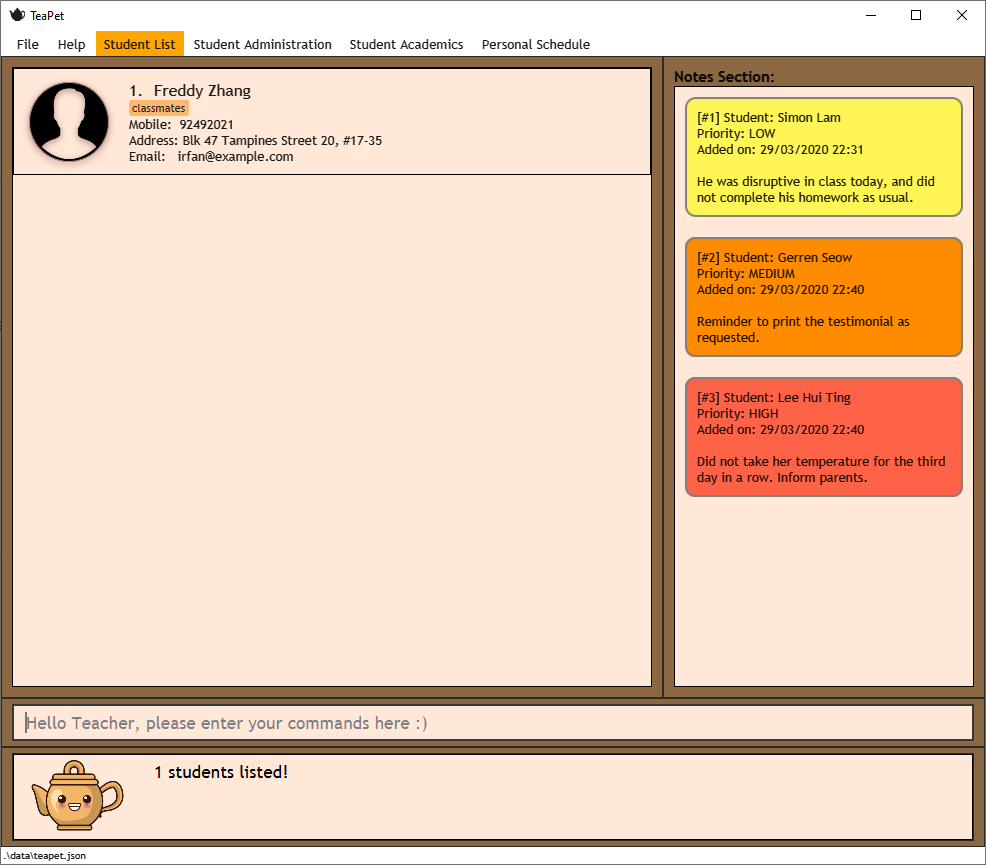 TeaPet
File Help Student List Student Administration Student Academics Personal Schedule
1. Freddy Zhang
classmates
Mobile: 92492021
Address: Blk 47 Tampines Street 20, #17-35
Email: irfan@example.com
Notes Section:
[#1] Student: Simon Lam
Priority: LOW
Added on: 29/03/2020 22:31
He was disruptive in class today, and did
not complete his homework as usual.
[#2] Student: Gerren Seow
Priority: MEDIUM
Added on: 29/03/2020 22:40
Reminder to print the testimonial as
requested.
[#3] Student: Lee Hui Ting
Priority: HIGH
Added on: 29/03/2020 22:40
Did not take her temperature for the third
day in a row. Inform parents.
Hello Teacher, please enter your commands here :)
1 students listed!
.\data\teapet.json